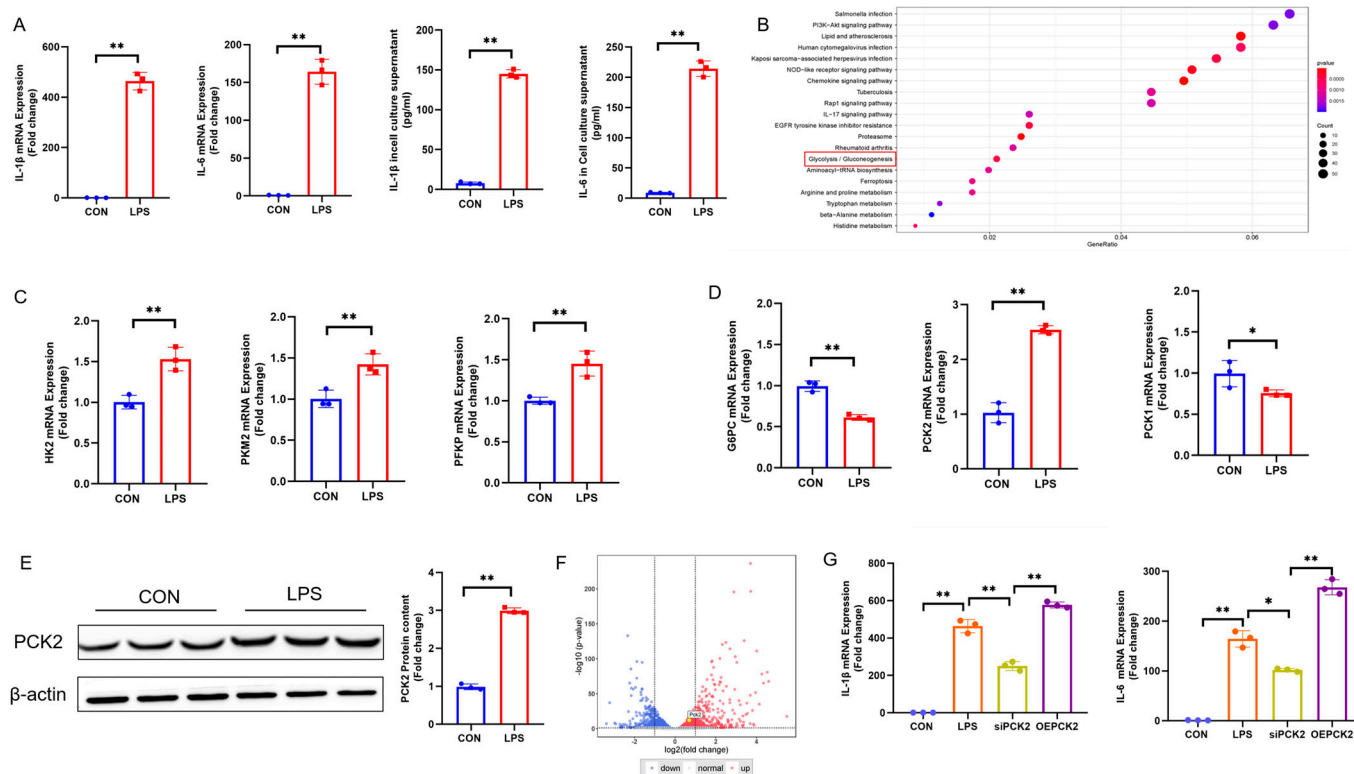 A
IL-1β mRNA Expression
(Fold change)
600
400
200
0
**
CON
LPS
IL-6 mRNA Expression
(Fold change)
200
150
100
50
0
**
CON
LPS
IL-1β incell culture supernatant
(pg/ml)
200
150
100
50
0
**
CON
LPS
IL-6 in Cell culture supernatant
(pg/ml)
250
200
150
100
50
0
**
CON
LPS
B
Salmonella infection
PI3K-Akt signaling pathway
Lipid and atherosclerosis
Human cytomegalovirus infection
Kaposi sarcoma-associated herpesvirus infection
NOD-like receptor signaling pathway
Chemokine signaling pathway
Tuberculosis
Rap1 signaling pathway
IL-17 signaling pathway
EGFR tyrosine kinase inhibitor resistance
Proteasome
Rheumatoid arthritis
Glycolysis / Gluconeogenesis
Aminoacyl-tRNA biosynthesis
Ferroptosis
Arginine and proline metabolism
Tryptophan metabolism
beta-Alanine metabolism
Histidine metabolism
0.02
0.04
0.06
GeneRatio
pvalue
0.0005
0.0010
0.0015
Count
10
20
30
40
50
C
HK2 mRNA Expression
(Fold change)
2.0
1.5
1.0
0.5
0.0
**
CON
LPS
PKM2 mRNA Expression
(Fold change)
2.0
1.5
1.0
0.5
0.0
**
CON
LPS
PFKP mRNA Expression
(Fold change)
2.0
1.5
1.0
0.5
0.0
**
CON
LPS
D
G6PC mRNA Expression
(Fold change)
2.0
1.5
1.0
0.5
0.0
**
CON
LPS
PCK2 mRNA Expression
(Fold change)
3
2
1
0
**
CON
LPS
PCK1 mRNA Expression
(Fold change)
2.0
1.5
1.0
0.5
0.0
*
CON
LPS
E
CON
LPS
PCK2
β-actin
PCK2 Protein content
(Fold change)
4
3
2
1
0
**
CON
LPS
F
-log10 (p-value)
200
150
100
50
0
Pck2
-2
0
2
4
log2(fold change)
down
normal
up
G
IL-1β mRNA Expression
(Fold change)
800
600
400
200
0
**
**
**
CON
LPS
siPCK2
OEPCK2
IL-6 mRNA Expression
(Fold change)
300
200
100
0
**
*
**
CON
LPS
siPCK2
OEPCK2